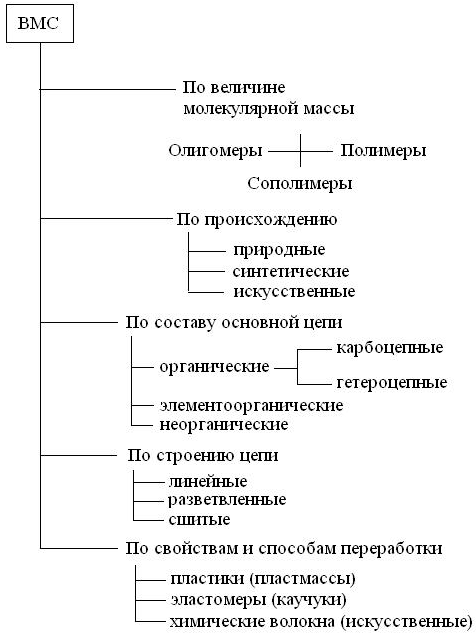 ВМС
По величине
молекулярной массы
Олигомеры Полимеры
Сополимеры
По происхождению
природные
синтетические
искусственные
По составу основной цепи
карбоцепные
органические
гетероцепные
элементоорганические
неорганические
По строению цепи
линейные
разветвленные
сшитые
По свойствам и способам переработки
пластики (пластмассы)
эластомеры (каучуки)
химические волокна (искусственные)